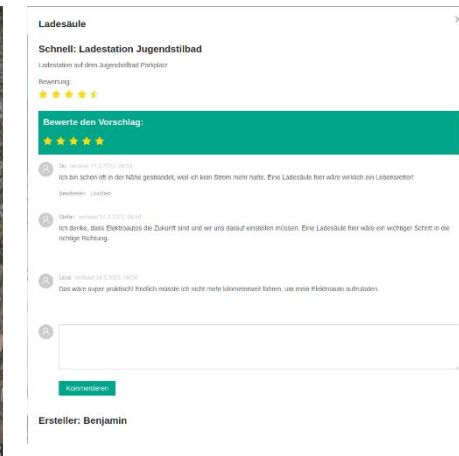 Ladesäule
Schnell: Ladestation Jugendstilbad
Ladestation auf dem Jugendstilbad Parkplatz
Bewertung:
Bewerte den Vorschlag:
Du verfasst
Ich bin schon oft in der Nähe gestrandet, weil ich kein Strom mehr hatte. Eine Ladesäule hier wäre wirklich ein Lebensretter!
Bearbeiten Löschen
Stefan verfasst
Ich denke, dass Elektroautos die Zukunft sind und wir uns darauf einstellen müssen. Eine Ladesäule hier wäre ein wichtiger Schritt in die
richtige Richtung.
Lena verfasst
Das wäre super praktisch! Endlich müsste ich nicht mehr kilometerweit fahren, um mein Elektroauto aufzuladen.
Kommentieren
Ersteller: Benjamin